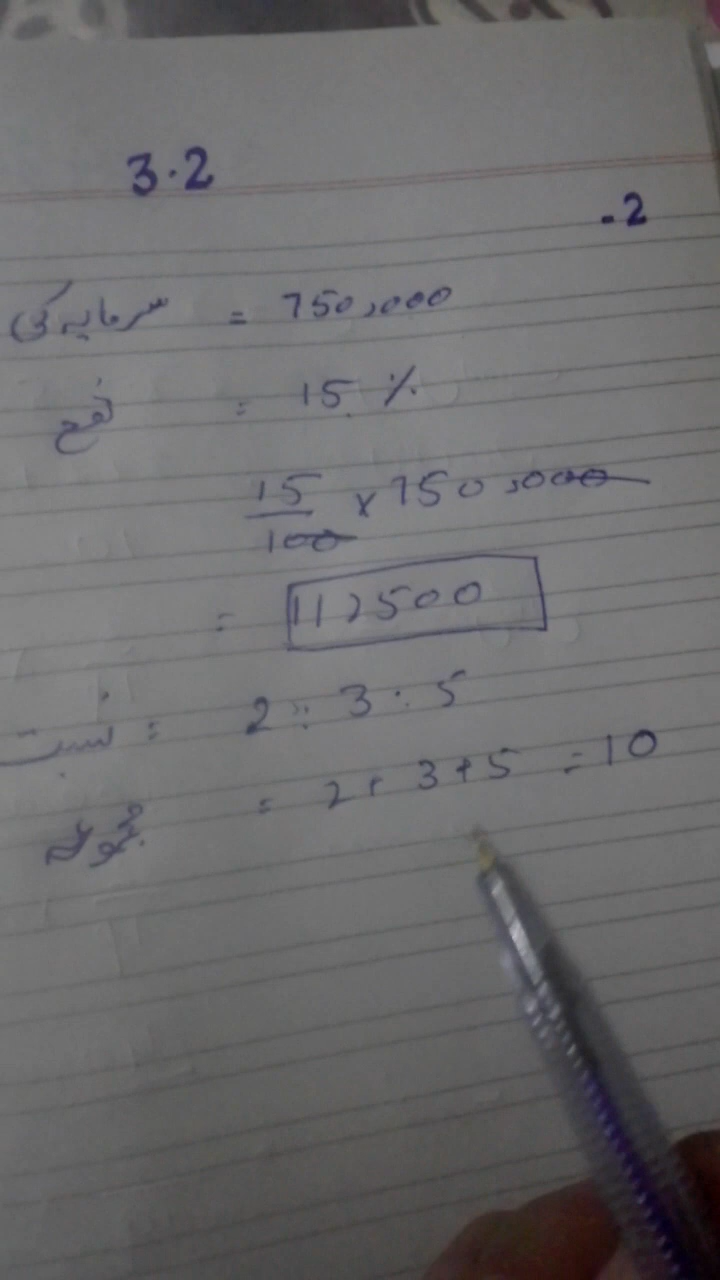 3.2
.2
سرمایہ کی = 750,000
نفع = 15 %
15/100 x 750,000
= 112500
نسبت : 2 : 3 : 5
مجموعہ = 2 + 3 + 5 = 10